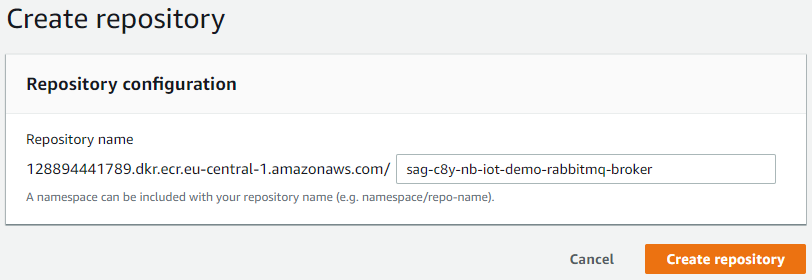 Create repository
Repository configuration
Repository name
128894441789.dkr.ecr.eu-central-1.amazonaws.com/ sag-c8y-nb-iot-demo-rabbitmq-broker
A namespace can be included with your repository name (e.g. namespace/repo-name).
Cancel Create repository